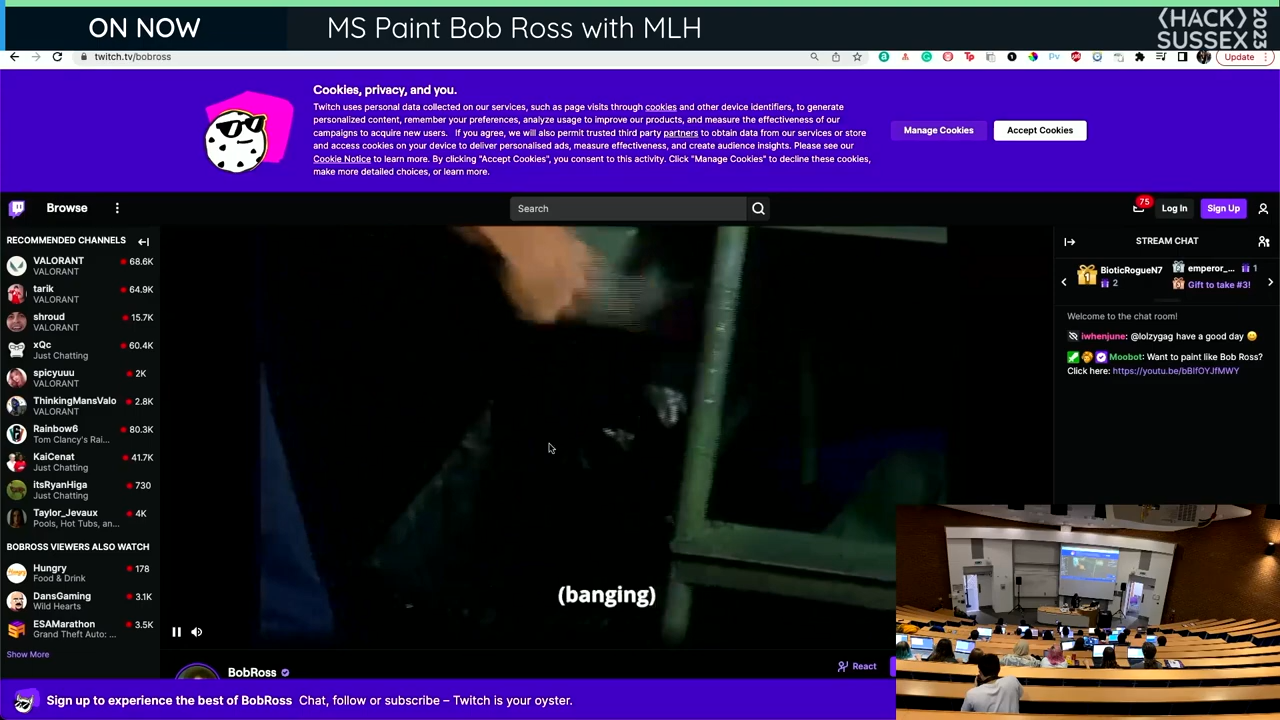 ON NOW
MS Paint Bob Ross with MLH
⟨HACK⟩
SUSSEX
2023
twitch.tv/bobross
Update
Cookies, privacy, and you.
Twitch uses personal data collected on our services, such as page visits through cookies and other device identifiers, to generate
personalized content, remember your preferences, analyze usage to improve our products, and measure the effectiveness of our
campaigns to acquire new users. If you agree, we will also permit trusted third party partners to obtain data from our services or store
and access cookies on your device to deliver personalised ads, measure effectiveness, and create audience insights. Please see our
Cookie Notice to learn more. By clicking "Accept Cookies", you consent to this activity. Click "Manage Cookies" to decline these cookies,
make more detailed choices, or learn more.
Manage Cookies
Accept Cookies
Browse
Search
75
Log In
Sign Up
RECOMMENDED CHANNELS
VALORANT 68.6K
VALORANT
tarik 64.9K
VALORANT
shroud 15.7K
VALORANT
xQc 60.4K
Just Chatting
spicyuuu 2K
VALORANT
ThinkingMansValo 2.8K
VALORANT
Rainbow6 80.3K
Tom Clancy's Rai...
KaiCenat 41.7K
Just Chatting
itsRyanHiga 730
Just Chatting
Taylor_Jevaux 4K
Pools, Hot Tubs, an...
BOBROSS VIEWERS ALSO WATCH
Hungry 178
Food & Drink
DansGaming 3.1K
Wild Hearts
ESAMarathon 3.5K
Grand Theft Auto: ...
Show More
(banging)
BobRoss
React
STREAM CHAT
BioticRogueN7
2
emperor_... 1
Gift to take #3!
Welcome to the chat room!
iwhenjune: @lolzygag have a good day
Moobot: Want to paint like Bob Ross?
Click here: https://youtu.be/bBlfOYJfMWY
Sign up to experience the best of BobRoss Chat, follow or subscribe – Twitch is your oyster.